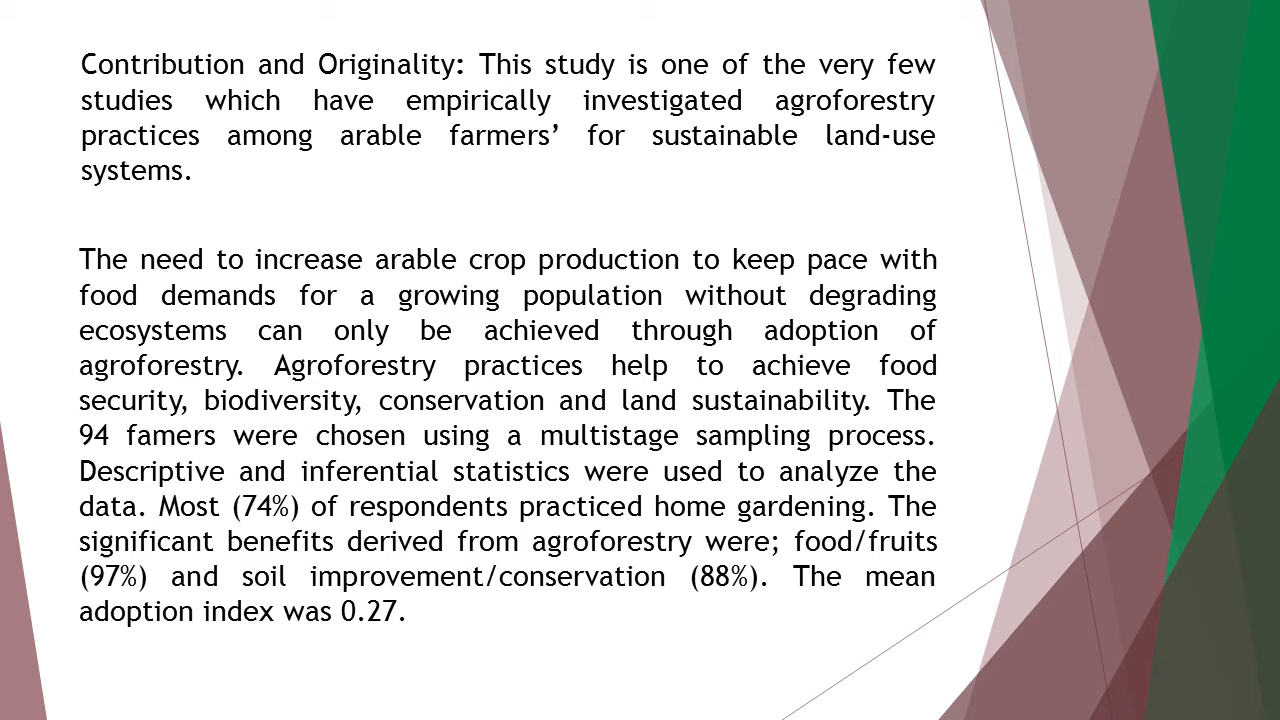 Contribution and Originality: This study is one of the very few
studies which have empirically investigated agroforestry
practices among arable farmers’ for sustainable land-use
systems.
The need to increase arable crop production to keep pace with
food demands for a growing population without degrading
ecosystems can only be achieved through adoption of
agroforestry. Agroforestry practices help to achieve food
security, biodiversity, conservation and land sustainability. The
94 famers were chosen using a multistage sampling process.
Descriptive and inferential statistics were used to analyze the
data. Most (74%) of respondents practiced home gardening. The
significant benefits derived from agroforestry were; food/fruits
(97%) and soil improvement/conservation (88%). The mean
adoption index was 0.27.